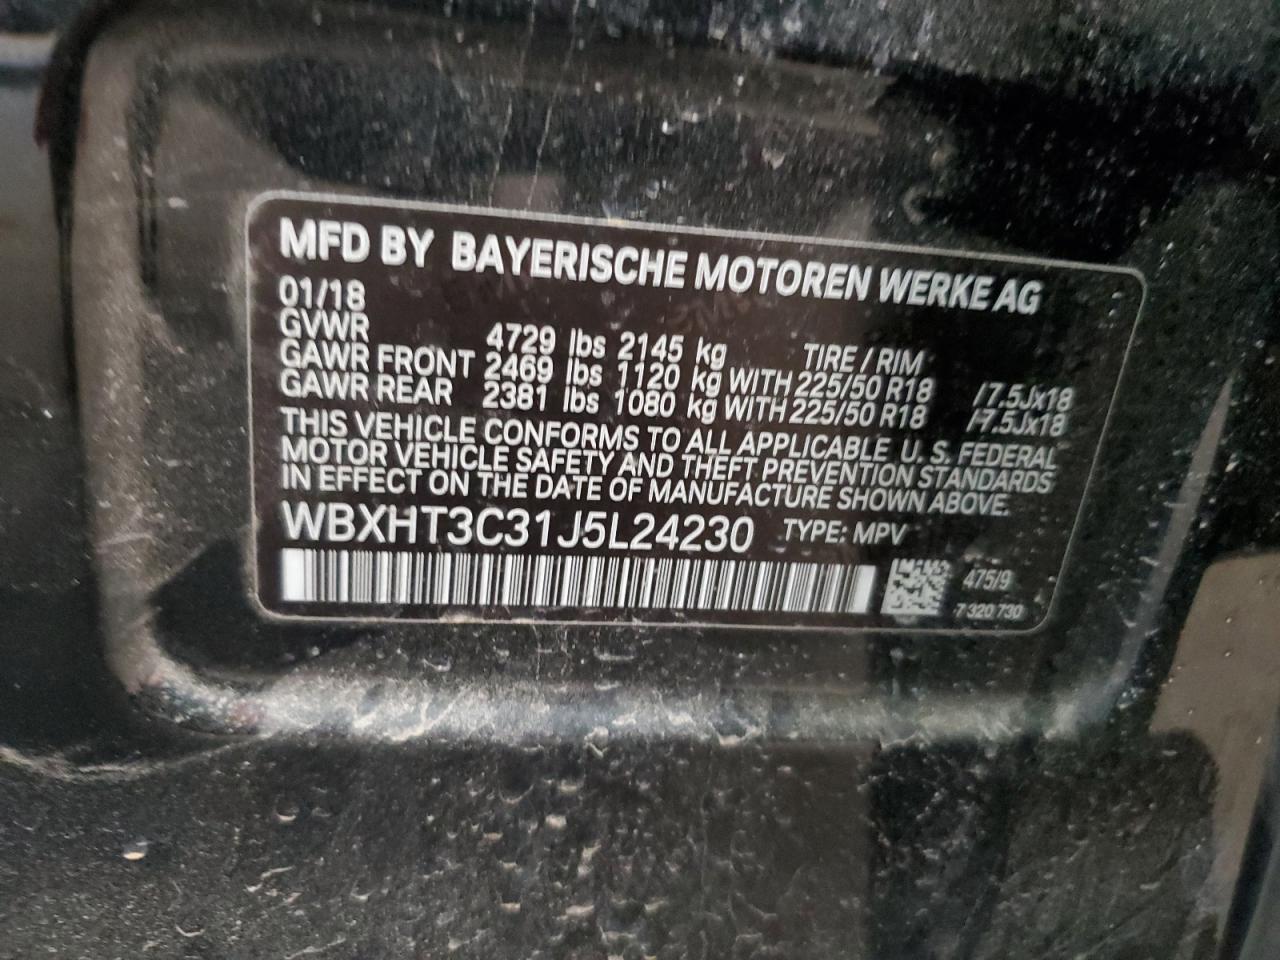 MFD BY BAYERISCHE MOTOREN WERKE AG
01/18
GVWR 4729 lbs 2145 kg TIRE / RIM
GAWR FRONT 2469 lbs 1120 kg WITH 225/50 R18 /7.5Jx18
GAWR REAR 2381 lbs 1080 kg WITH 225/50 R18 /7.5Jx18
THIS VEHICLE CONFORMS TO ALL APPLICABLE U. S. FEDERAL
MOTOR VEHICLE SAFETY AND THEFT PREVENTION STANDARDS
IN EFFECT ON THE DATE OF MANUFACTURE SHOWN ABOVE.
WBXHT3C31J5L24230 TYPE: MPV
475/9
7 320 730